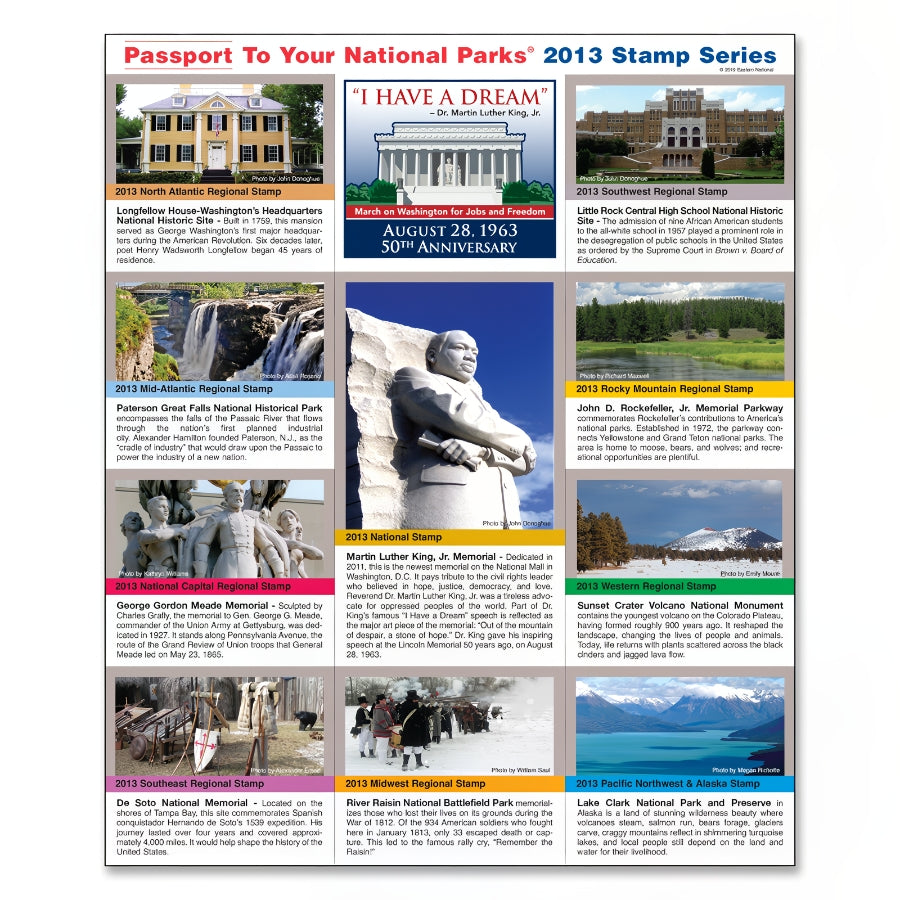 Passport To Your National Parks® 2013 Stamp Series
© 2013 Eastern National
Photo by John Donoghue
2013 North Atlantic Regional Stamp
Longfellow House-Washington's Headquarters
National Historic Site - Built in 1759, this mansion
served as George Washington's first major headquar-
ters during the American Revolution. Six decades later,
poet Henry Wadsworth Longfellow began 45 years of
residence.
"I HAVE A DREAM"
– Dr. Martin Luther King, Jr.
March on Washington for Jobs and Freedom
AUGUST 28, 1963
50TH ANNIVERSARY
Photo by John Donoghue
2013 Southwest Regional Stamp
Little Rock Central High School National Historic
Site - The admission of nine African American students
to the all-white school in 1957 played a prominent role in
the desegregation of public schools in the United States
as ordered by the Supreme Court in Brown v. Board of
Education.
Photo by
2013 Mid-Atlantic Regional Stamp
Paterson Great Falls National Historical Park
encompasses the falls of the Passaic River that flows
through the nation's first planned industrial
city. Alexander Hamilton founded Paterson, N.J., as the
"cradle of industry" that would draw upon the Passaic to
power the industry of a new nation.
Photo by John Donoghue
2013 National Stamp
Martin Luther King, Jr. Memorial - Dedicated in
2011, this is the newest memorial on the National Mall in
Washington, D.C. It pays tribute to the civil rights leader
who believed in hope, justice, democracy, and love.
Reverend Dr. Martin Luther King, Jr. was a tireless advo-
cate for oppressed peoples of the world. Part of Dr.
King's famous "I Have a Dream" speech is reflected as
the major art piece of the memorial: "Out of the mountain
of despair, a stone of hope." Dr. King gave his inspiring
speech at the Lincoln Memorial 50 years ago, on August
28, 1963.
Photo by Richard Maxwell
2013 Rocky Mountain Regional Stamp
John D. Rockefeller, Jr. Memorial Parkway
commemorates Rockefeller's contributions to America's
national parks. Established in 1972, the parkway con-
nects Yellowstone and Grand Teton national parks. The
area is home to moose, bears, and wolves; and recre-
ational opportunities are plentiful.
Photo by Kathryn Williams
2013 National Capital Regional Stamp
George Gordon Meade Memorial - Sculpted by
Charles Grafly, the memorial to Gen. George G. Meade,
commander of the Union Army at Gettysburg, was ded-
icated in 1927. It stands along Pennsylvania Avenue, the
route of the Grand Review of Union troops that General
Meade led on May 23, 1865.
Photo by Emily Moore
2013 Western Regional Stamp
Sunset Crater Volcano National Monument
contains the youngest volcano on the Colorado Plateau,
having formed roughly 900 years ago. It reshaped the
landscape, changing the lives of people and animals.
Today, life returns with plants scattered across the black
cinders and jagged lava flow.
Photo by Alexander
2013 Southeast Regional Stamp
De Soto National Memorial - Located on the
shores of Tampa Bay, this site commemorates Spanish
conquistador Hernando de Soto's 1539 expedition. His
journey lasted over four years and covered approxi-
mately 4,000 miles. It would help shape the history of the
United States.
Photo by William Saul
2013 Midwest Regional Stamp
River Raisin National Battlefield Park memorial-
izes those who lost their lives on its grounds during the
War of 1812. Of the 934 American soldiers who fought
here in January 1813, only 33 escaped death or cap-
ture. This led to the famous rally cry, "Remember the
Raisin!"
Photo by Megan Richotte
2013 Pacific Northwest & Alaska Stamp
Lake Clark National Park and Preserve in
Alaska is a land of stunning wilderness beauty where
volcanoes steam, salmon run, bears forage, glaciers
carve, craggy mountains reflect in shimmering turquoise
lakes, and local people still depend on the land and
water for their livelihood.